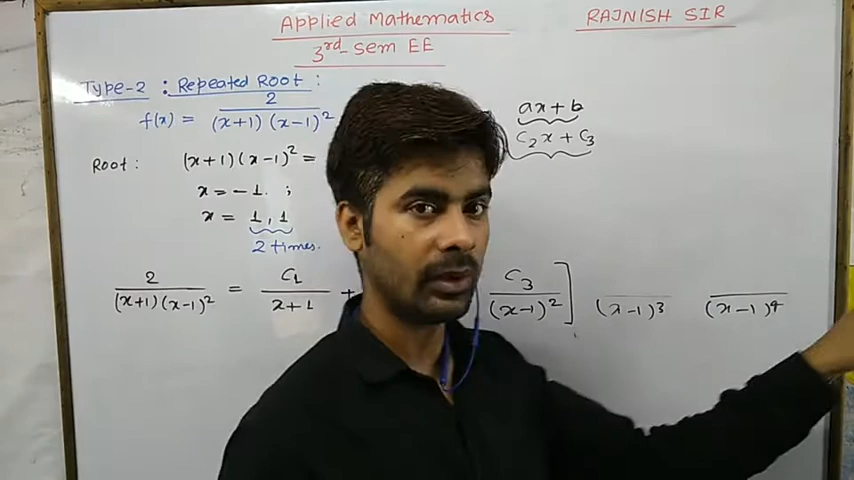 Applied Mathematics
RAJNISH SIR
3rd-Sem EE
Type-2 : Repeated Root :
f(x) = 2/((x+1)(x-1)²
ax+b
C₂x+C₃
Root : (x+1)(x-1)² =
x = -1. ;
x = 1, 1
2 times.
2/((x+1)(x-1)²) = C₁/(x+1) + C₃/(x-1)² ] (x-1)³ (x-1)⁴